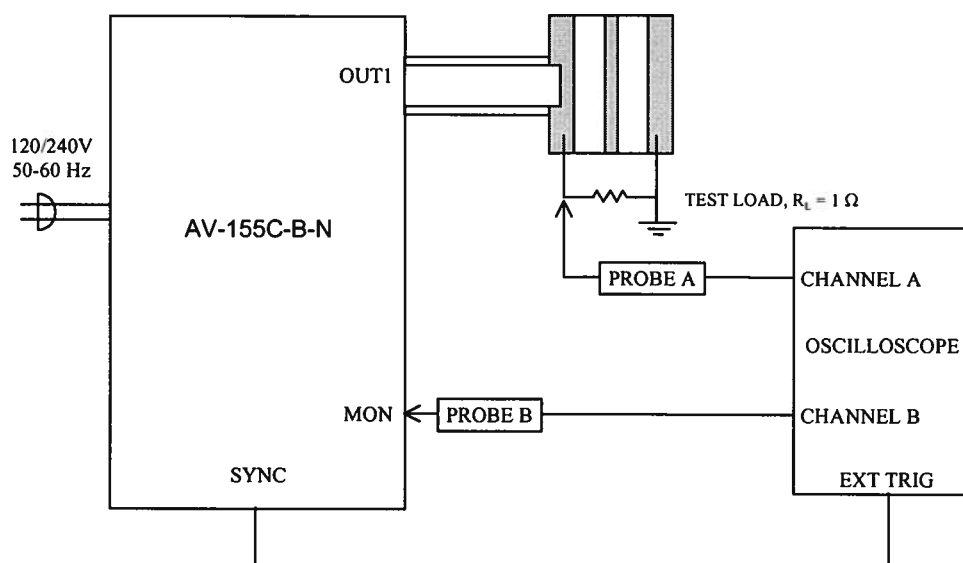 OUT1
120/240V
50-60 Hz
AV-155C-B-N
TEST LOAD, R_L = 1 Ω
PROBE A
CHANNEL A
OSCILLOSCOPE
MON
PROBE B
CHANNEL B
SYNC
EXT TRIG